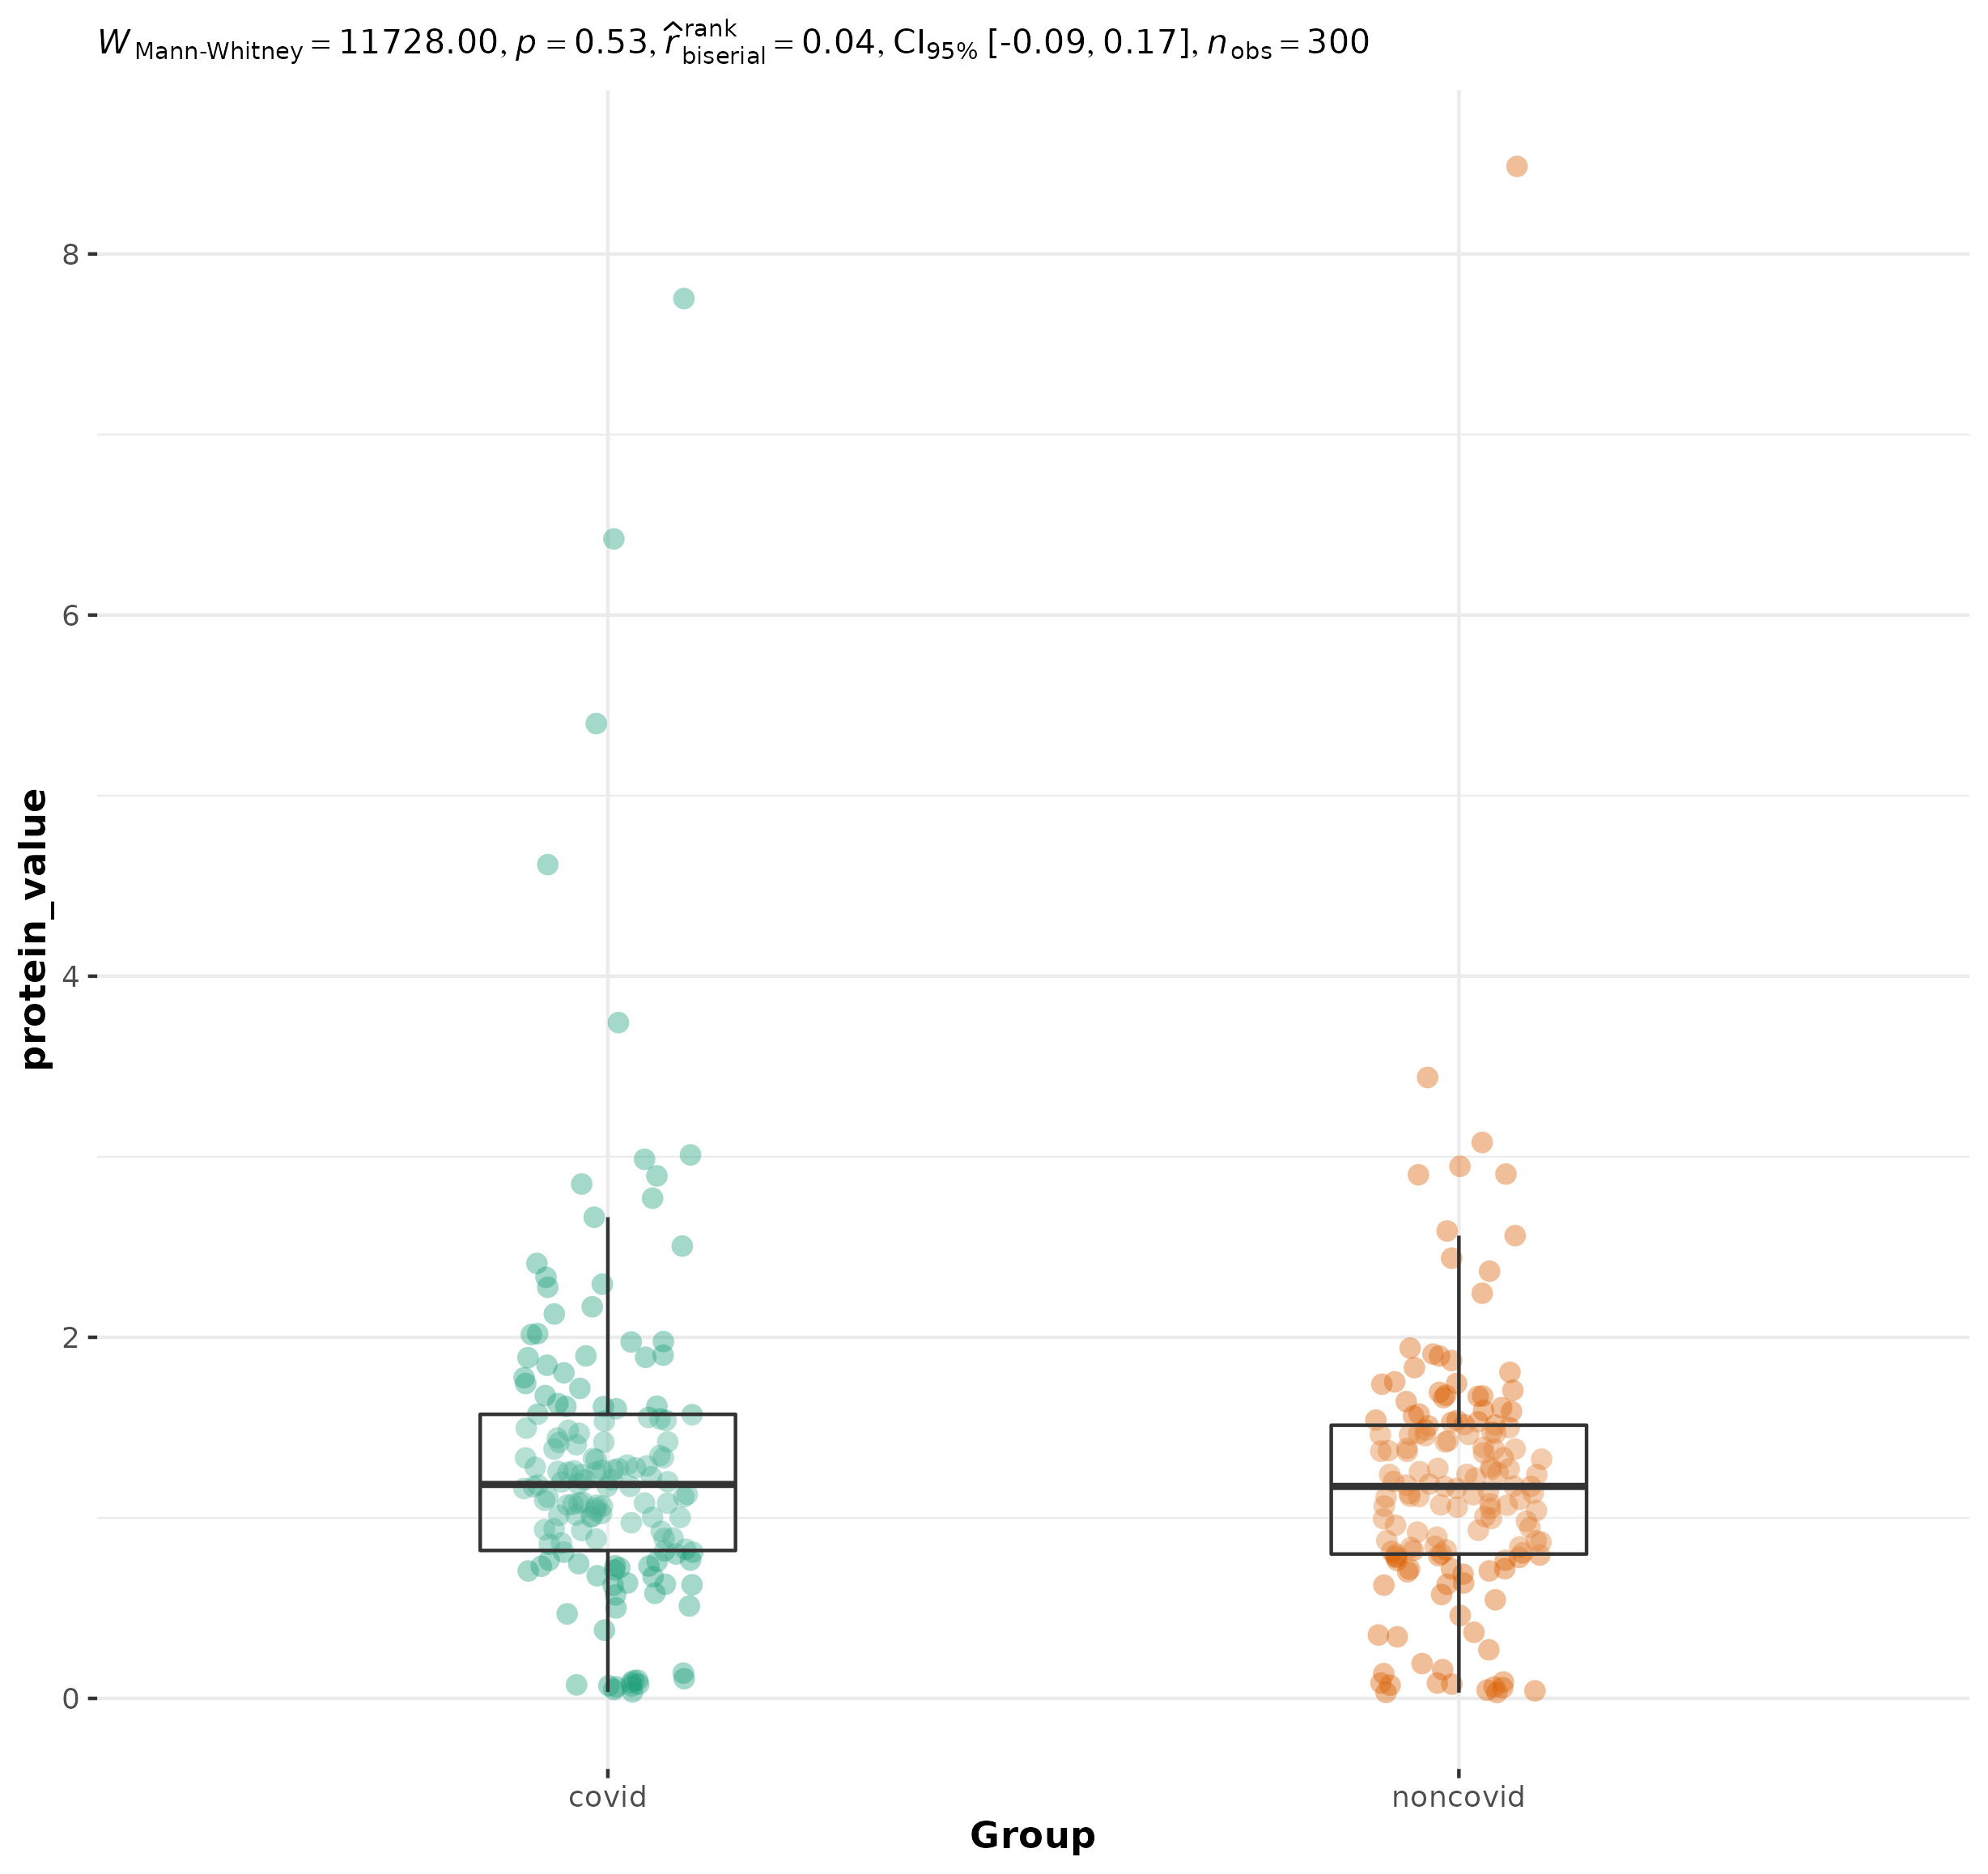 W Mann-Whitney = 11728.00, p = 0.53, r̂ rank biserial = 0.04, CI95% [-0.09, 0.17], n obs = 300
8
6
4
2
0
protein_value
covid noncovid
Group